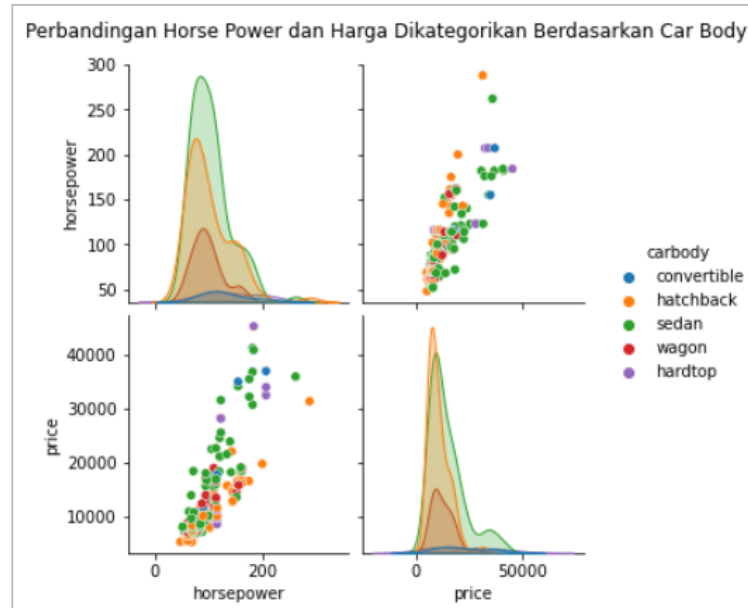 Perbandingan Horse Power dan Harga Dikategorikan Berdasarkan Car Body
300
250
200
150
100
50
horsepower
carbody
convertible
hatchback
sedan
wagon
hardtop
40000
30000
20000
10000
price
0 200
horsepower
0 50000
price